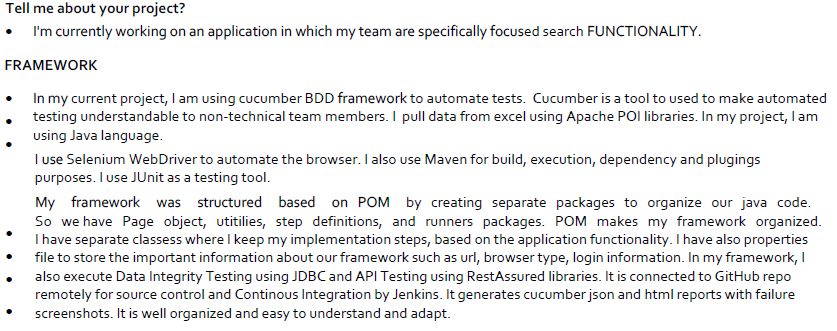 Tell me about your project?
• I'm currently working on an application in which my team are specifically focused search FUNCTIONALITY.
FRAMEWORK
• In my current project, I am using cucumber BDD framework to automate tests. Cucumber is a tool to used to make automated
• testing understandable to non-technical team members. I pull data from excel using Apache POI libraries. In my project, I am
• using Java language.
I use Selenium WebDriver to automate the browser. I also use Maven for build, execution, dependency and plugings
purposes. I use JUnit as a testing tool.
My framework was structured based on POM by creating separate packages to organize our java code.
So we have Page object, utitilies, step definitions, and runners packages. POM makes my framework organized.
• I have separate classess where I keep my implementation steps, based on the application functionality. I have also properties
• file to store the important information about our framework such as url, browser type, login information. In my framework, I
• also execute Data Integrity Testing using JDBC and API Testing using RestAssured libraries. It is connected to GitHub repo
remotely for source control and Continous Integration by Jenkins. It generates cucumber json and html reports with failure
• screenshots. It is well organized and easy to understand and adapt.